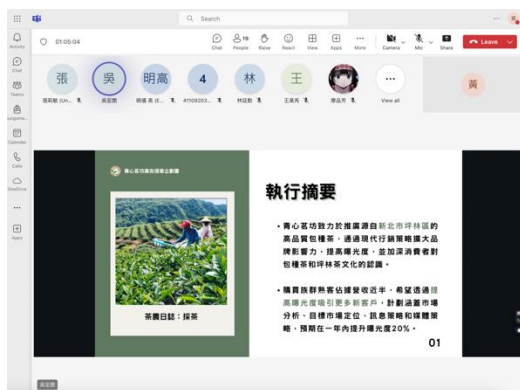 Search
01:05:04
Chat
People
19
Raise
React
View
Apps
More
Camera
Mic
Share
Leave
Activity
Chat
Teams
Calendar
Calls
OneDrive
Apps
張
吳
明高
4
林
王
View all
黃
吳至閎
執行摘要
•青心茗功致力於推廣源自新北市坪林區的
高品質包種茶，通過現代行銷策略擴大品
牌影響力，提高曝光度，並加深消費者對
包種茶和坪林茶文化的認識。
•購買族群熟客佔據營收近半，希望透過提
高曝光度吸引更多新客戶，計劃涵蓋市場
分析、目標市場定位、訊息策略和媒體策
略，預期在一年內提升曝光度20%。
茶農日誌：採茶
01